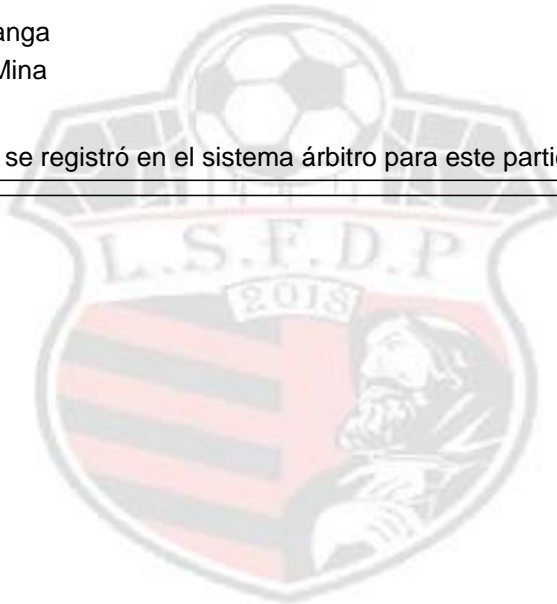 anga
Mina
se registró en el sistema árbitro para este parti
L.S.F.D.P
2018